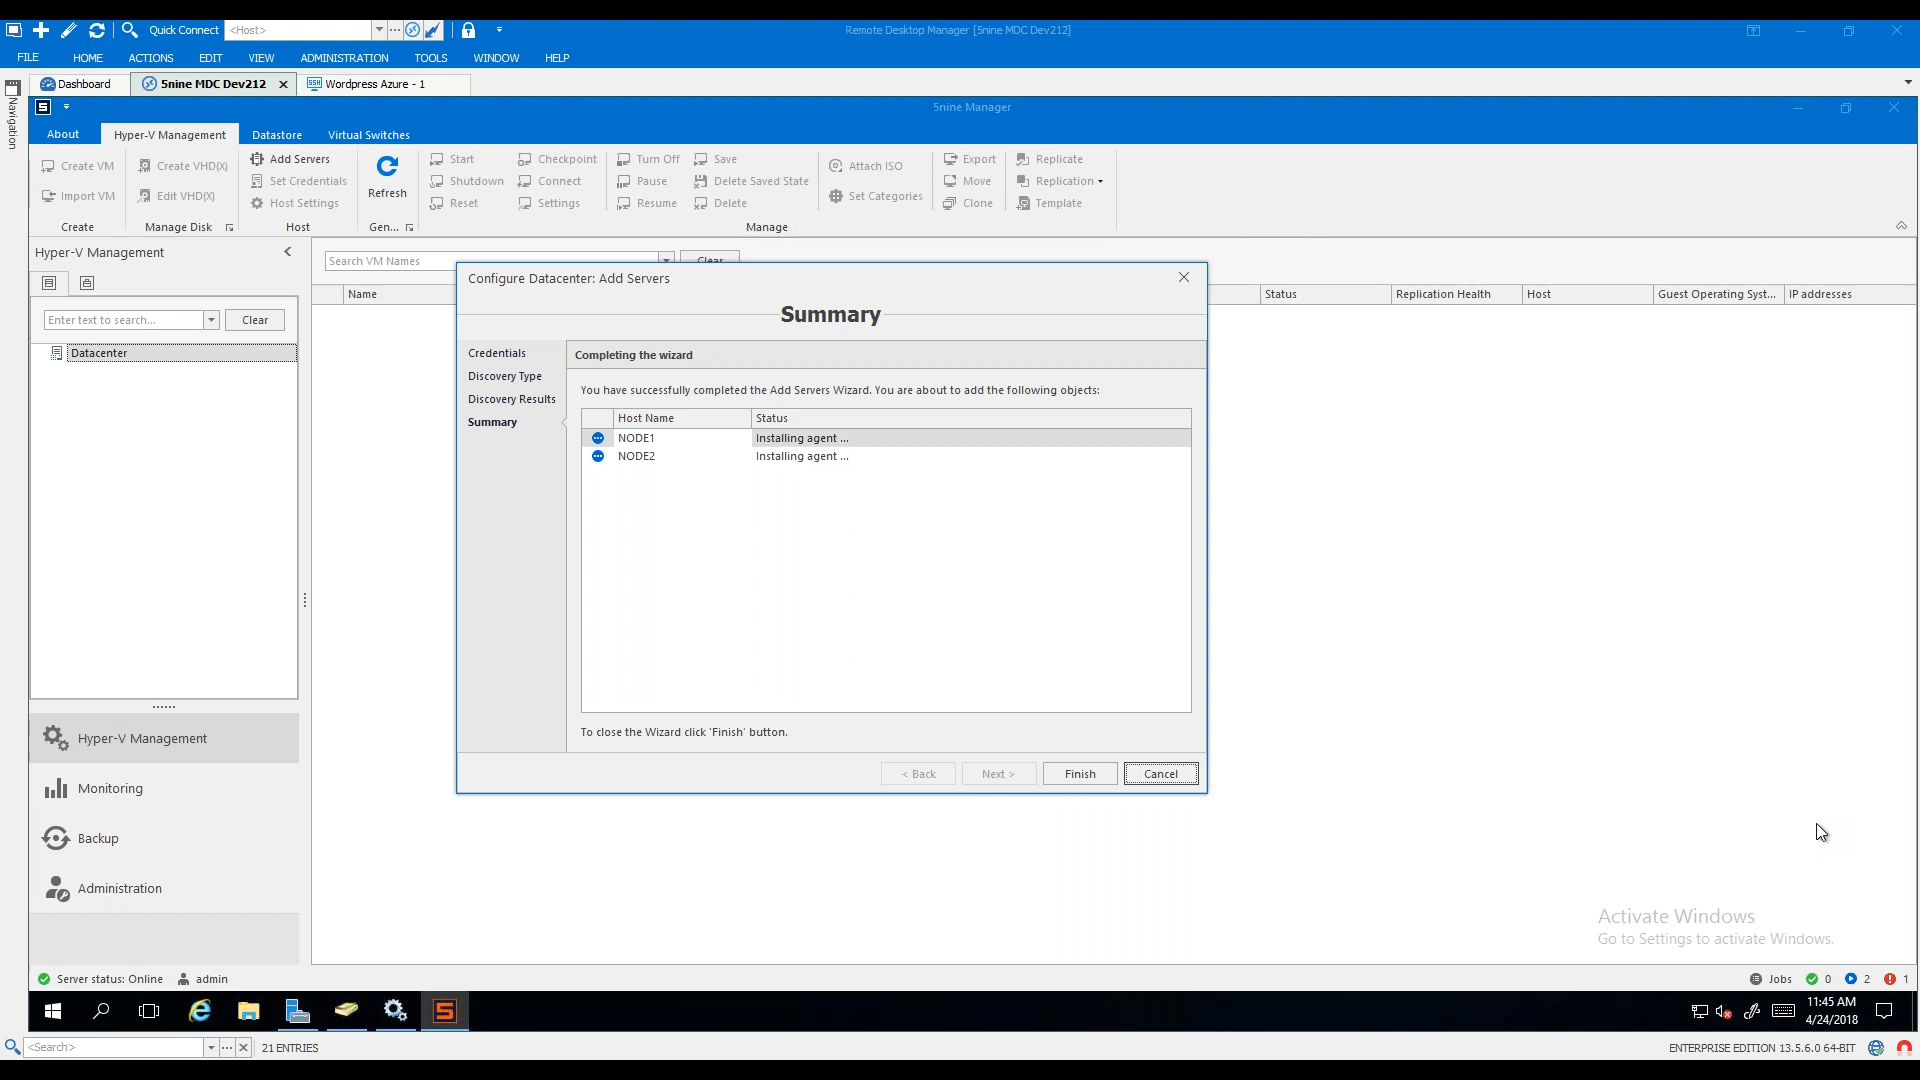 Quick Connect <Host>
Remote Desktop Manager [5nine MDC Dev212]
FILE HOME ACTIONS EDIT VIEW ADMINISTRATION TOOLS WINDOW HELP
Navigation
Dashboard
5nine MDC Dev212
SSH Wordpress Azure - 1
5nine Manager
About Hyper-V Management Datastore Virtual Switches
Create VM
Import VM
Create
Create VHD(X)
Edit VHD(X)
Manage Disk
Add Servers
Set Credentials
Host Settings
Host
Refresh
Gen...
Start
Shutdown
Reset
Checkpoint
Connect
Settings
Turn Off
Pause
Resume
Save
Delete Saved State
Delete
Attach ISO
Set Categories
Export
Move
Clone
Replicate
Replication
Template
Manage
Hyper-V Management
Enter text to search...
Clear
Datacenter
Search VM Names
Clear
Name Status Replication Health Host Guest Operating Syst... IP addresses
Configure Datacenter: Add Servers
Summary
Credentials
Discovery Type
Discovery Results
Summary
Completing the wizard
You have successfully completed the Add Servers Wizard. You are about to add the following objects:
Host Name Status
NODE1 Installing agent ...
NODE2 Installing agent ...
To close the Wizard click 'Finish' button.
< Back Next > Finish Cancel
Hyper-V Management
Monitoring
Backup
Administration
Activate Windows
Go to Settings to activate Windows.
Server status: Online admin
Jobs 0 2 1
11:45 AM
4/24/2018
<Search>
21 ENTRIES
ENTERPRISE EDITION 13.5.6.0 64-BIT